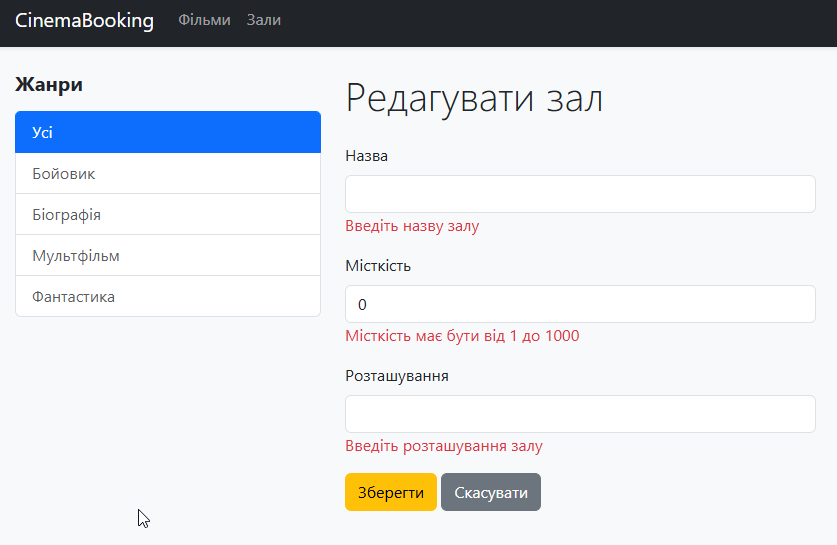 CinemaBooking Фільми Зали
Жанри
Усі
Бойовик
Біографія
Мультфільм
Фантастика
Редагувати зал
Назва
Введіть назву залу
Місткість
0
Місткість має бути від 1 до 1000
Розташування
Введіть розташування залу
Зберегти Скасувати